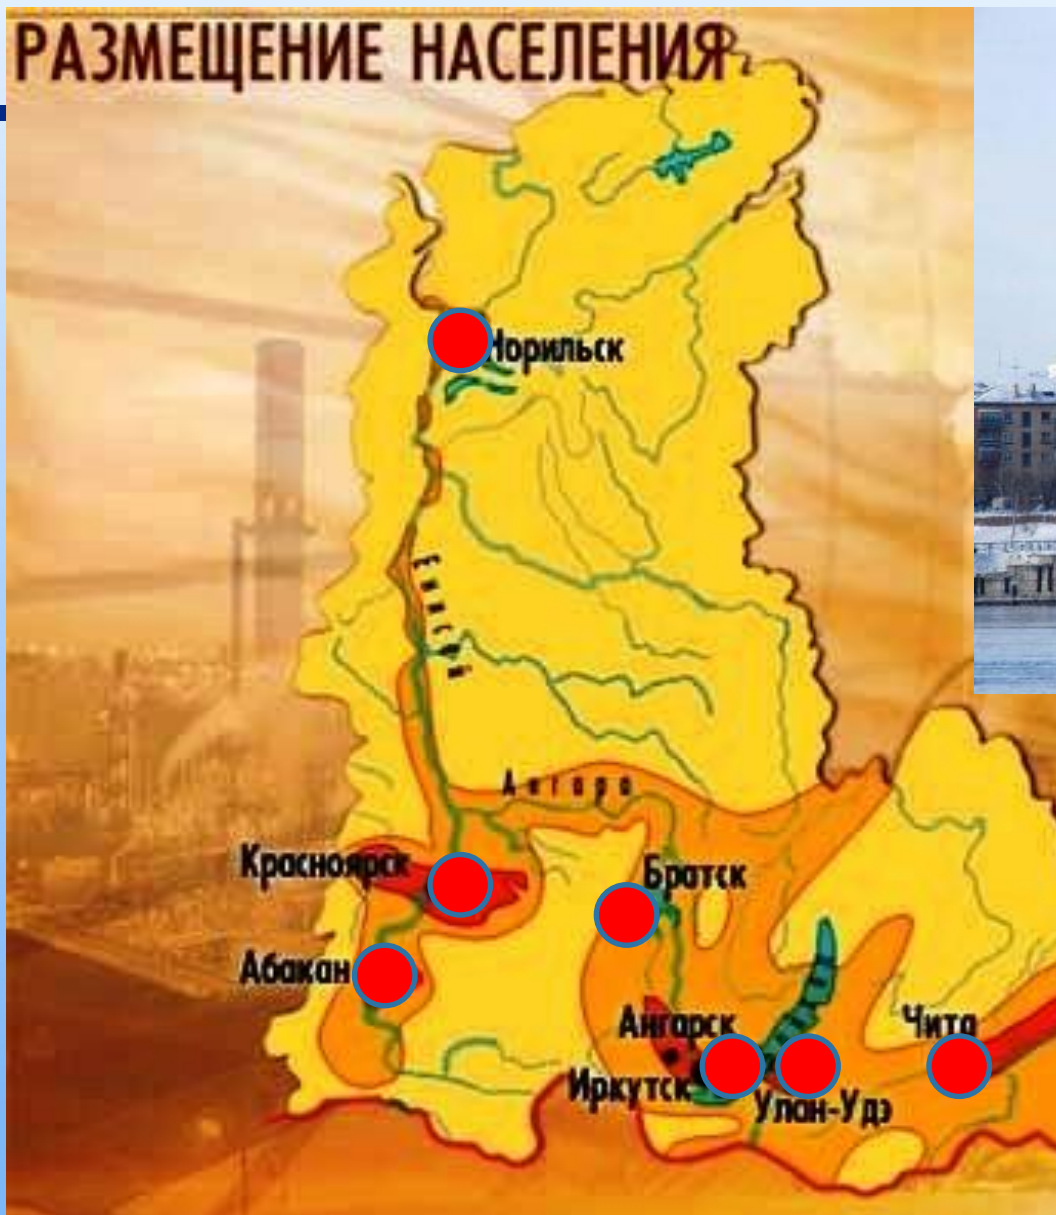 РАЗМЕЩЕНИЕ НАСЕЛЕНИЯ
Норильск
Енисей
Ангара
Красноярск
Братск
Абакан
Ангарск
Чита
Иркутск
Улан-Удэ